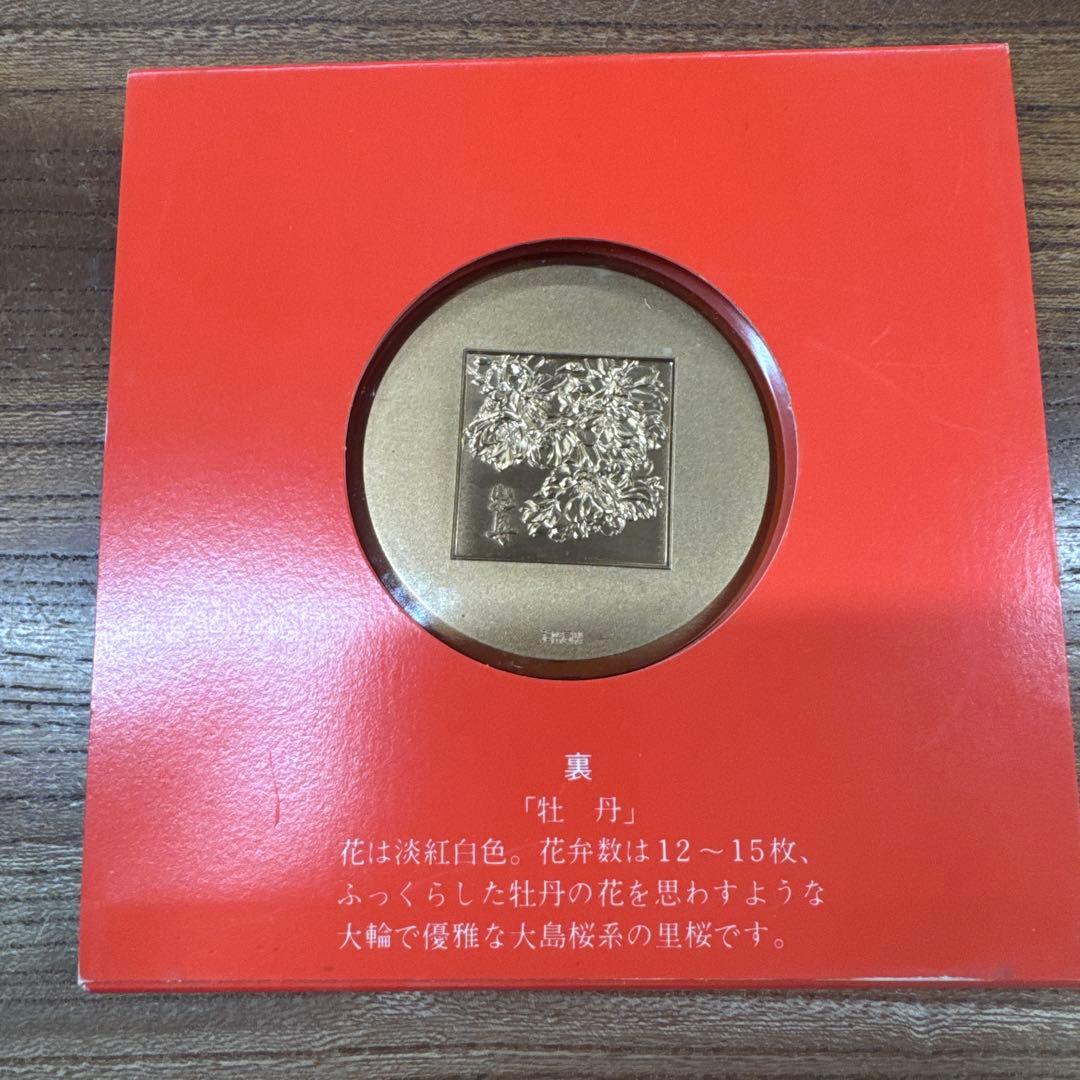 牡丹
裏
「牡　丹」
花は淡紅白色。花弁数は12〜15枚、
ふっくらした牡丹の花を思わすような
大輪で優雅な大島桜系の里桜です。